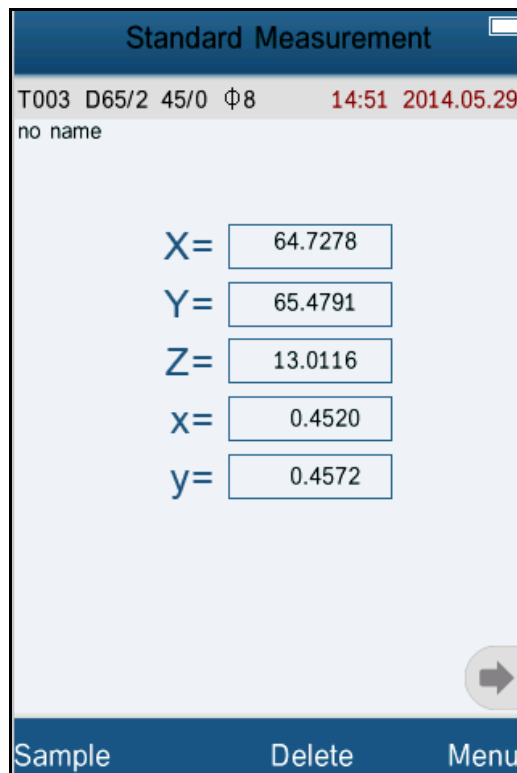 Standard Measurement
T003 D65/2 45/0 Φ8 14:51 2014.05.29
no name
X= 64.7278
Y= 65.4791
Z= 13.0116
x= 0.4520
y= 0.4572
Sample Delete Menu